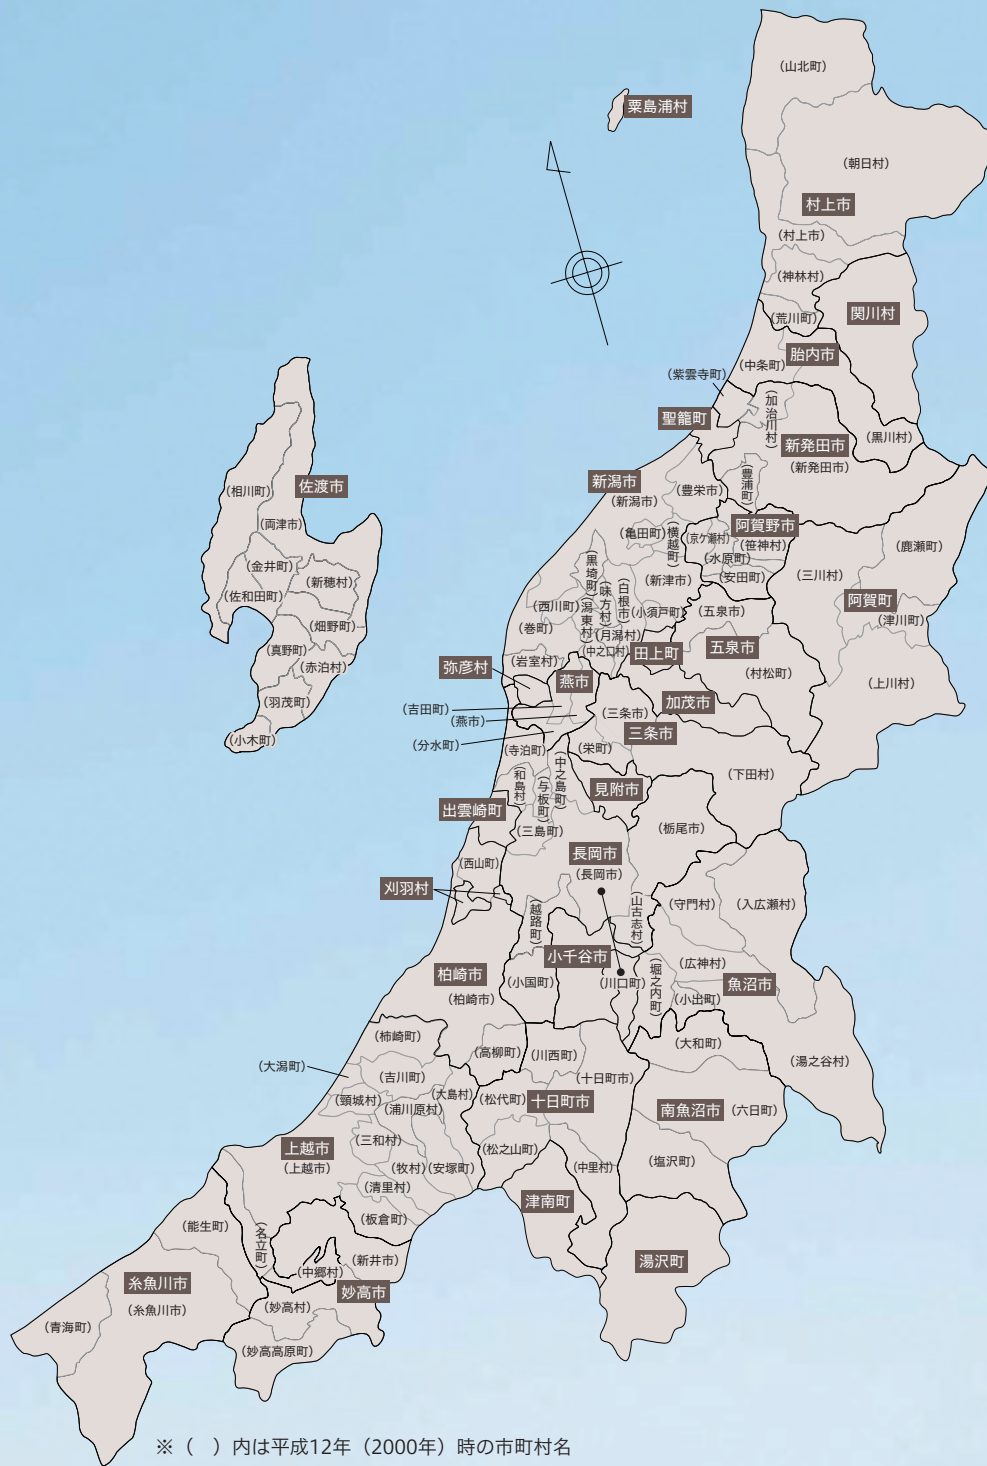 （山北町）
粟島浦村
（朝日村）
村上市
（村上市）
（神林村）
関川村
（荒川町）
胎内市
（中条町）
（紫雲寺町）
（加治川村）
聖籠町
新発田市
（黒川村）
（新発田市）
（豊浦町）
新潟市
（豊栄市）
（新潟市）
阿賀野市
（亀田町）
（横越町）
（京ケ瀬村）
（笹神村）
（水原町）
（安田町）
（鹿瀬町）
（三川村）
阿賀町
（津川町）
（上川村）
佐渡市
（相川町）
（両津市）
（金井町）
（新穂村）
（佐和田町）
（畑野町）
（真野町）
（赤泊村）
（羽茂町）
（小木町）
（黒埼町）
（味方村）
（白根市）
（新津市）
（西川町）
（潟東村）
（小須戸町）
（五泉市）
（巻町）
（月潟村）
（中之口村）
田上町
五泉市
（岩室村）
（村松町）
弥彦村
燕市
加茂市
（吉田町）
（燕市）
（三条市）
三条市
（分水町）
（寺泊町）
（栄町）
（下田村）
（中之島町）
（和島村）
（与板町）
見附市
出雲崎町
（三島町）
（栃尾市）
長岡市
（長岡市）
（西山町）
刈羽村
（越路町）
（山古志村）
（守門村）
（入広瀬村）
小千谷市
柏崎市
（柏崎市）
（小国町）
（川口町）
（堀之内町）
（広神村）
魚沼市
（小出町）
（湯之谷村）
（大和町）
（柿崎町）
（高柳町）
（川西町）
（十日町市）
（大潟町）
（吉川町）
（大島村）
（松代町）
十日町市
南魚沼市
（六日町）
（頸城村）
（浦川原村）
（三和村）
（松之山町）
（塩沢町）
上越市
（上越市）
（牧村）
（安塚町）
（中里村）
（清里村）
津南町
（板倉町）
（能生町）
（名立町）
（新井市）
（中郷村）
湯沢町
糸魚川市
（糸魚川市）
妙高市
（妙高村）
（青海町）
（妙高高原町）
※（　）内は平成12年（2000年）時の市町村名